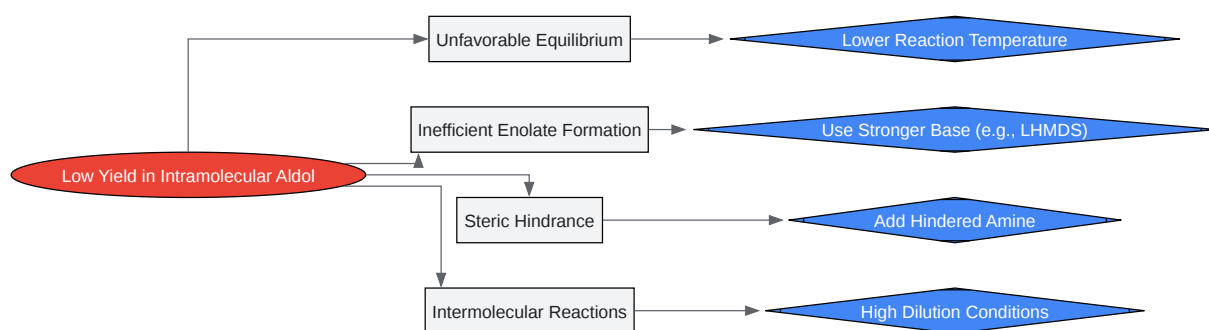 Unfavorable Equilibrium
Lower Reaction Temperature
Inefficient Enolate Formation
Use Stronger Base (e.g., LHMDS)
Low Yield in Intramolecular Aldol
Steric Hindrance
Add Hindered Amine
Intermolecular Reactions
High Dilution Conditions